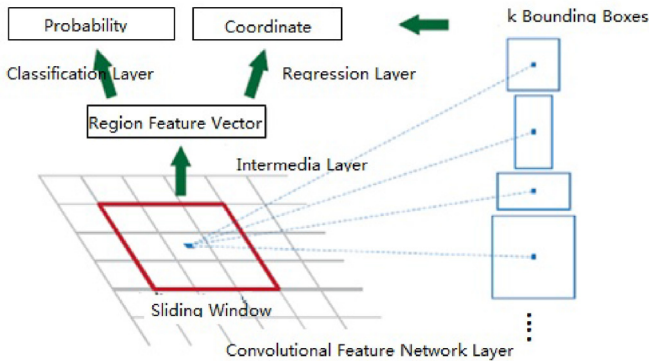 Probability
Coordinate
k Bounding Boxes
Classification Layer
Regression Layer
Region Feature Vector
Intermedia Layer
Sliding Window
Convolutional Feature Network Layer